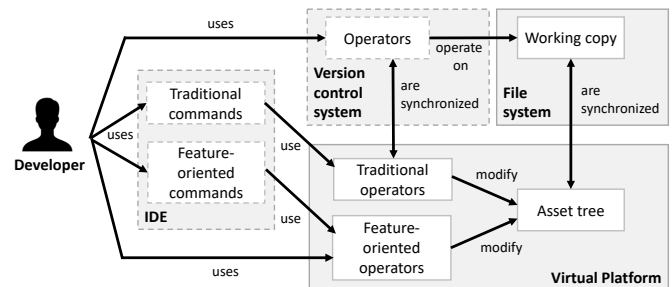 uses
Operators
operate
on
Working copy
Version
control
system
are
synchronized
File
system
are
synchronized
Traditional
commands
uses
Developer
Feature-
oriented
commands
IDE
use
use
Traditional
operators
modify
Asset tree
Feature-
oriented
operators
modify
uses
Virtual Platform